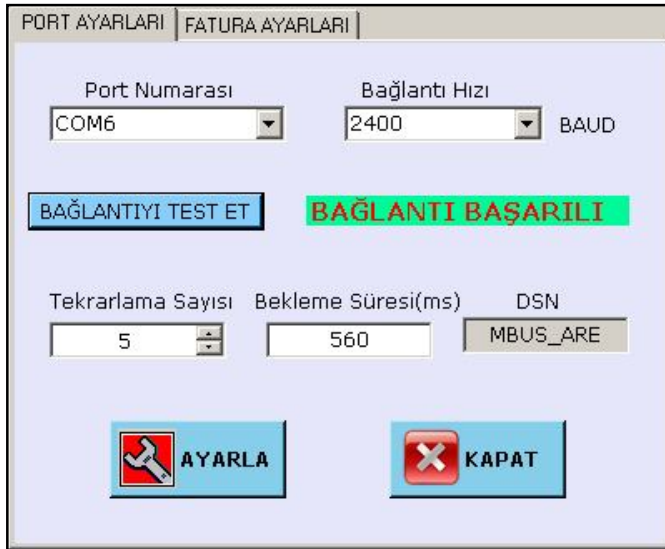 PORT AYARLARI FATURA AYARLARI
Port Numarası Bağlantı Hızı
COM6 2400 BAUD
BAĞLANTIYI TEST ET BAĞLANTI BAŞARILI
Tekrarlama Sayısı Bekleme Süresi(ms) DSN
5 560 MBUS_ARE
AYARLA KAPAT